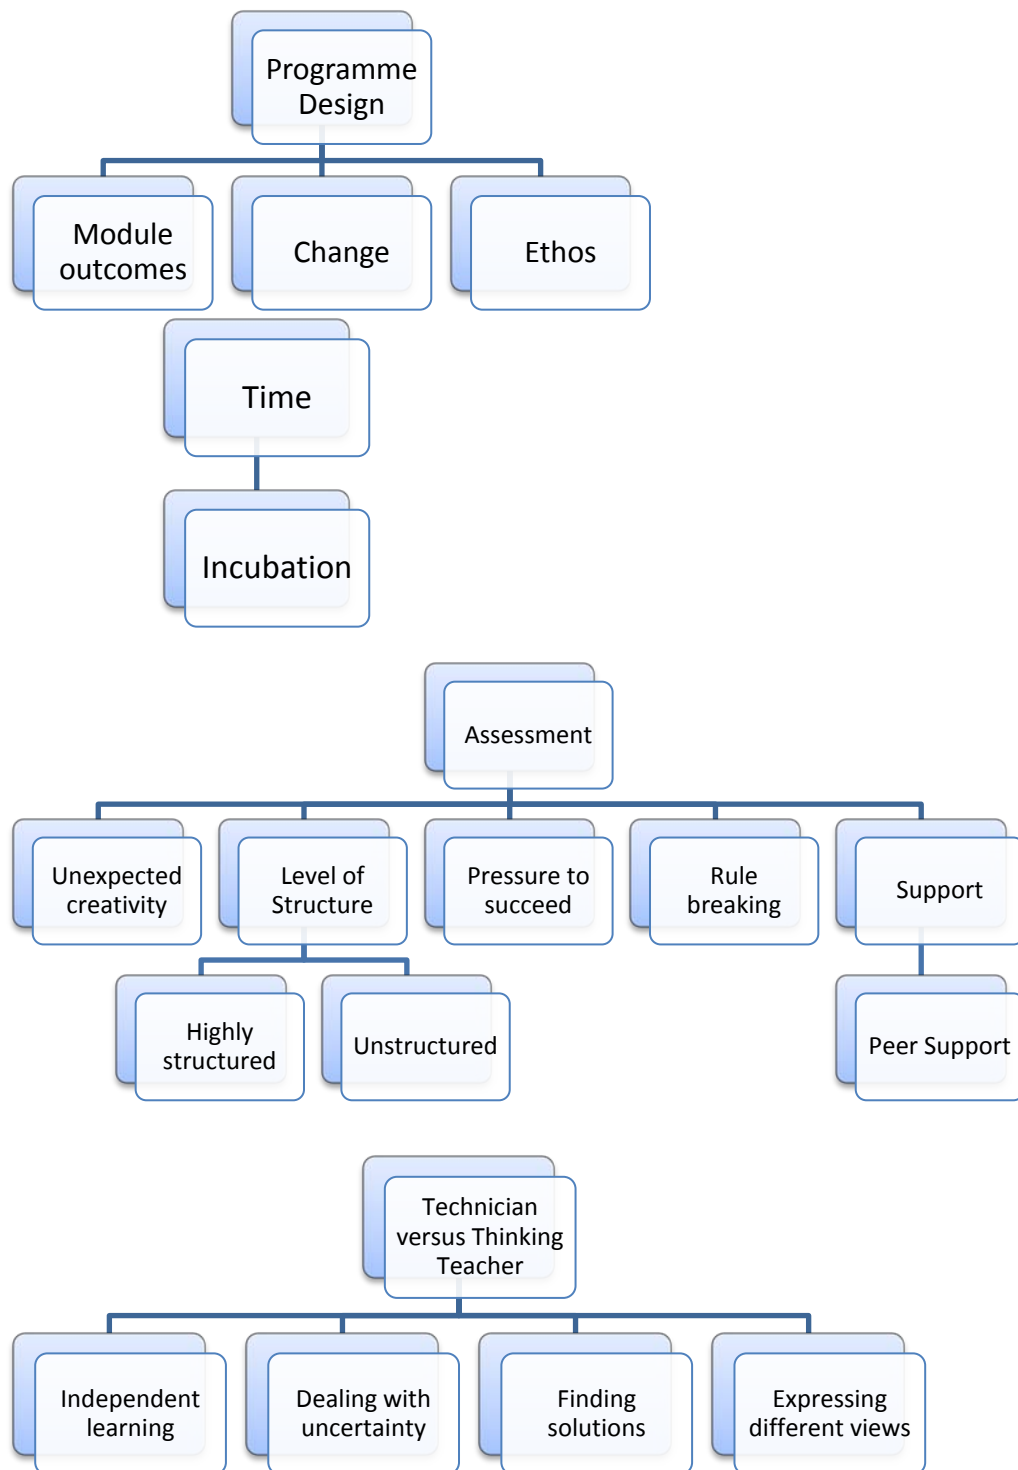 Programme
Design
Module
outcomes
Change
Ethos
Time
Incubation
Assessment
Unexpected
creativity
Level of
Structure
Pressure to
succeed
Rule
breaking
Support
Highly
structured
Unstructured
Peer Support
Technician
versus Thinking
Teacher
Independent
learning
Dealing with
uncertainty
Finding
solutions
Expressing
different views